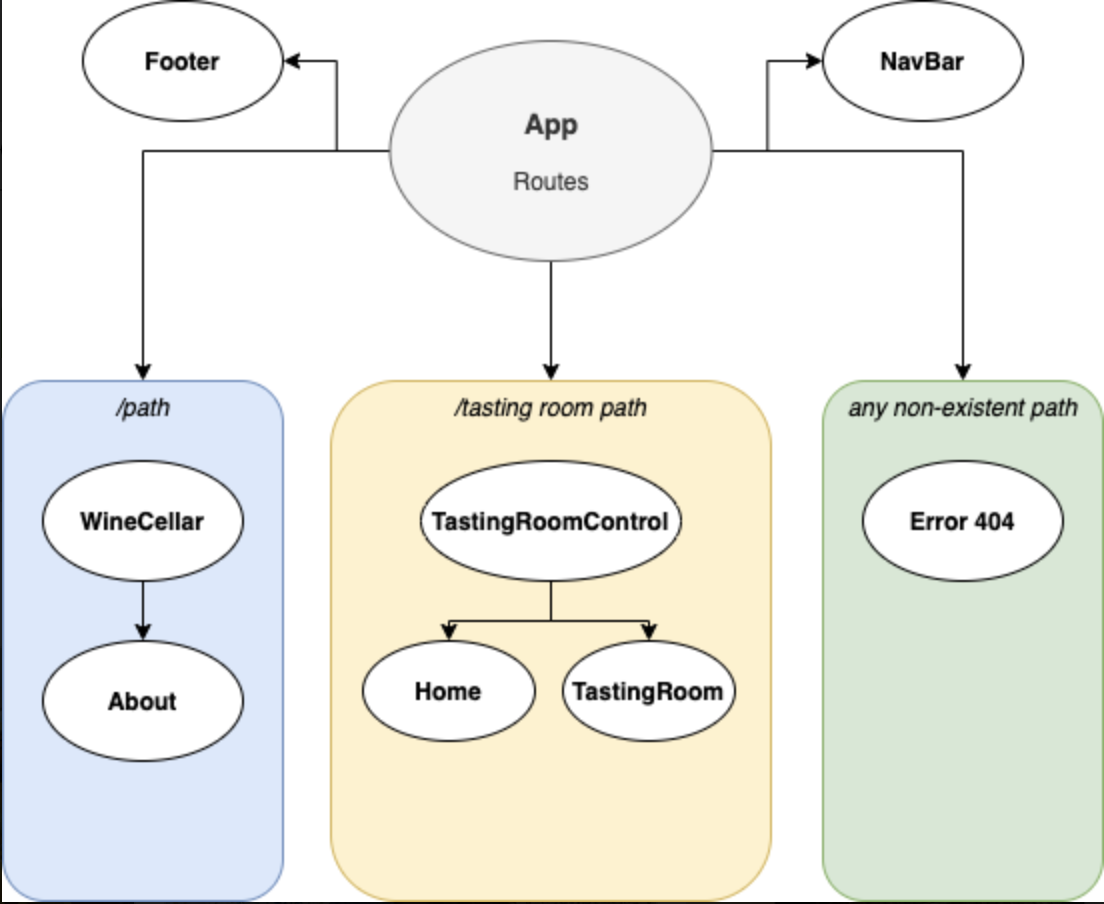 Footer
NavBar
App
Routes
/path
/tasting room path
any non-existent path
WineCellar
TastingRoomControl
Error 404
About
Home
TastingRoom